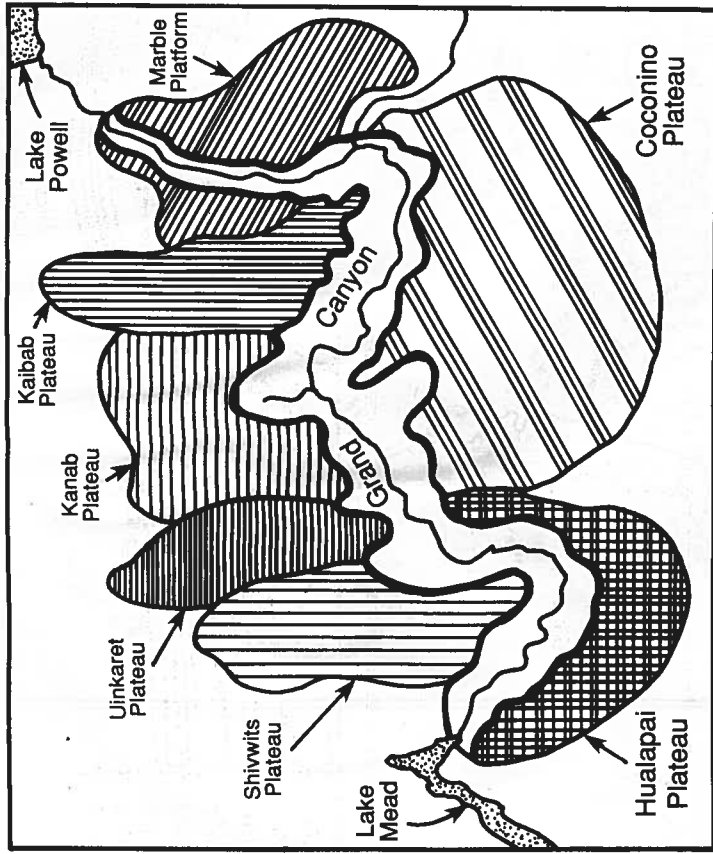 Lake
Powell
Marble
Platform
Kaibab
Plateau
Kanab
Plateau
Uinkaret
Plateau
Shivwits
Plateau
Lake
Mead
Grand
Canyon
Coconino
Plateau
Hualapai
Plateau